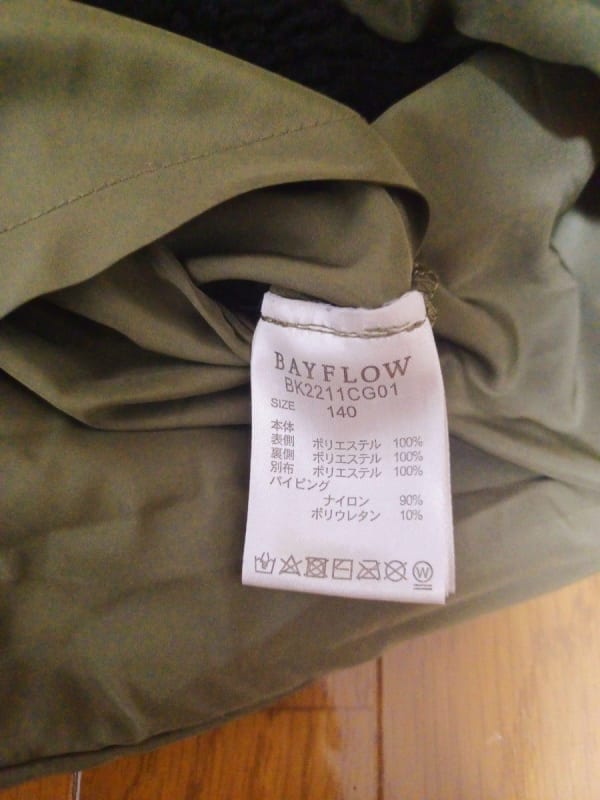 BAYFLOW
BK2211CG01
SIZE 140
本体
表側 ポリエステル 100%
裏側 ポリエステル 100%
別布 ポリエステル 100%
パイピング
ナイロン 90%
ポリウレタン 10%
W